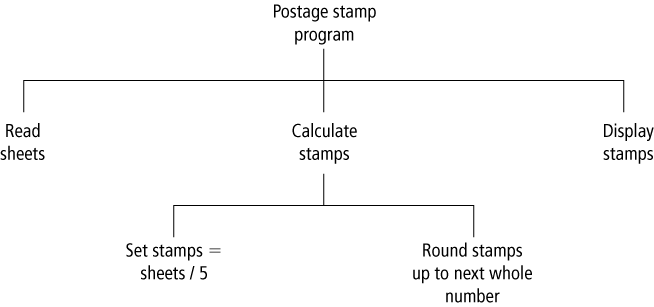 Postage stamp
program
Read
sheets
Calculate
stamps
Display
stamps
Set stamps =
sheets / 5
Round stamps
up to next whole
number